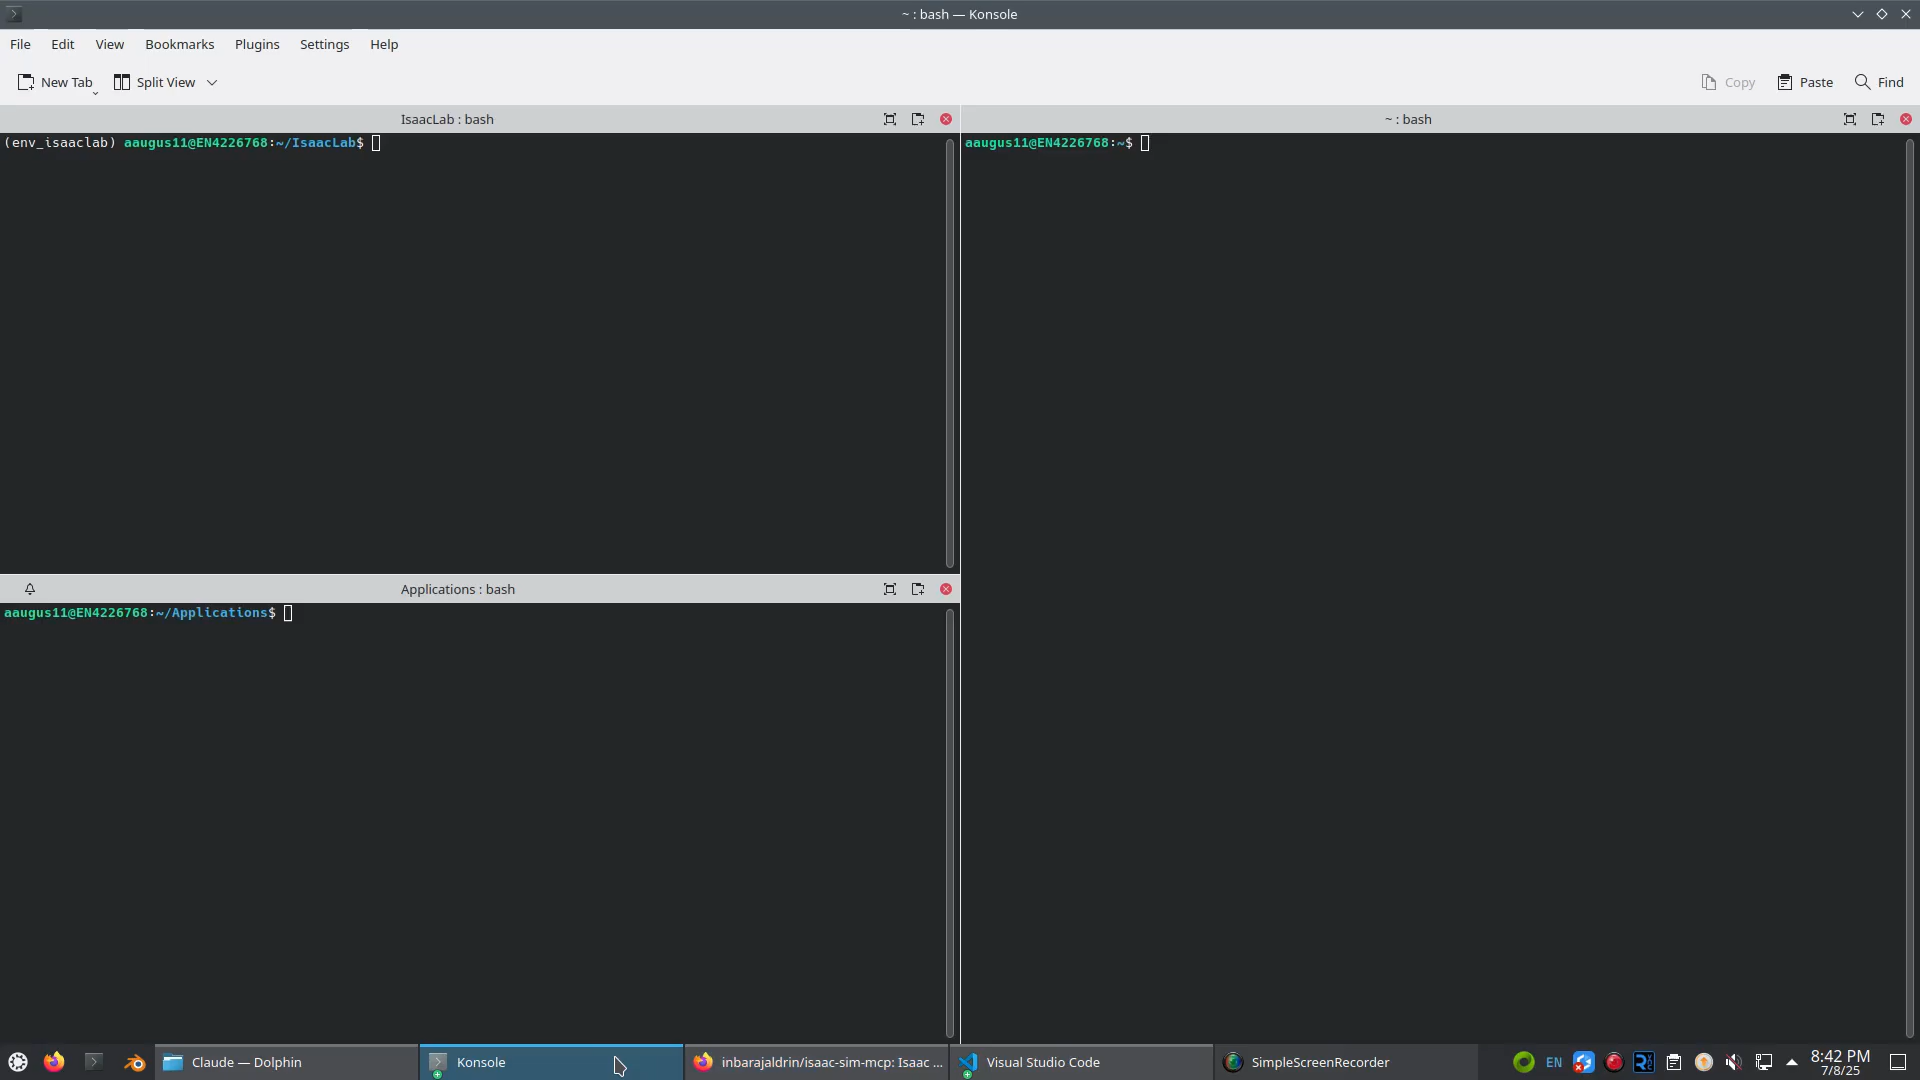 ~ : bash — Konsole
File Edit View Bookmarks Plugins Settings Help
New Tab Split View Copy Paste Find
IsaacLab : bash
(env_isaaclab) aaugus11@EN4226768:~/IsaacLab$
~ : bash
aaugus11@EN4226768:~$
Applications : bash
aaugus11@EN4226768:~/Applications$
Claude — Dolphin Konsole inbarajaldrin/isaac-sim-mcp: Isaac ... Visual Studio Code SimpleScreenRecorder EN 8:42 PM
7/8/25